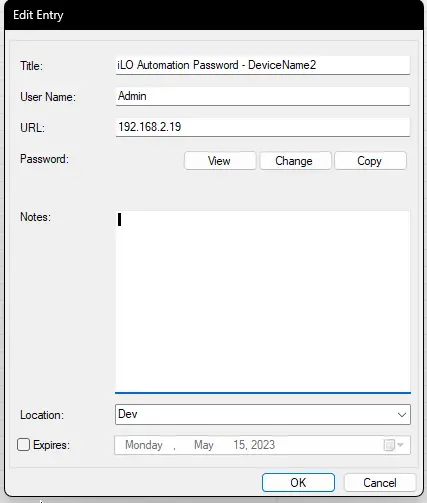 Edit Entry
Title: iLO Automation Password - DeviceName2
User Name: Admin
URL: 192.168.2.19
Password: View Change Copy
Notes:
Location: Dev
Expires: Monday , May 15, 2023
OK Cancel